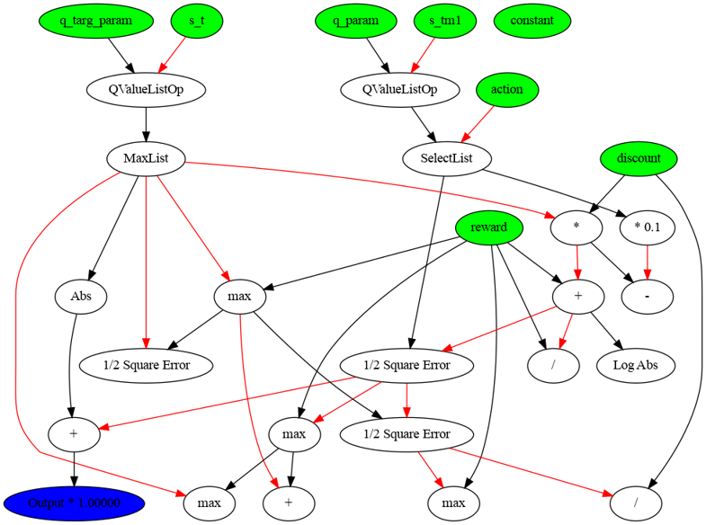 q_targ_param
s_t
q_param
s_tm1
constant
QValueListOp
QValueListOp
action
MaxList
SelectList
discount
reward
*
* 0.1
Abs
max
+
-
1/2 Square Error
1/2 Square Error
/
Log Abs
+
max
1/2 Square Error
Output * 1.00000
max
+
max
/